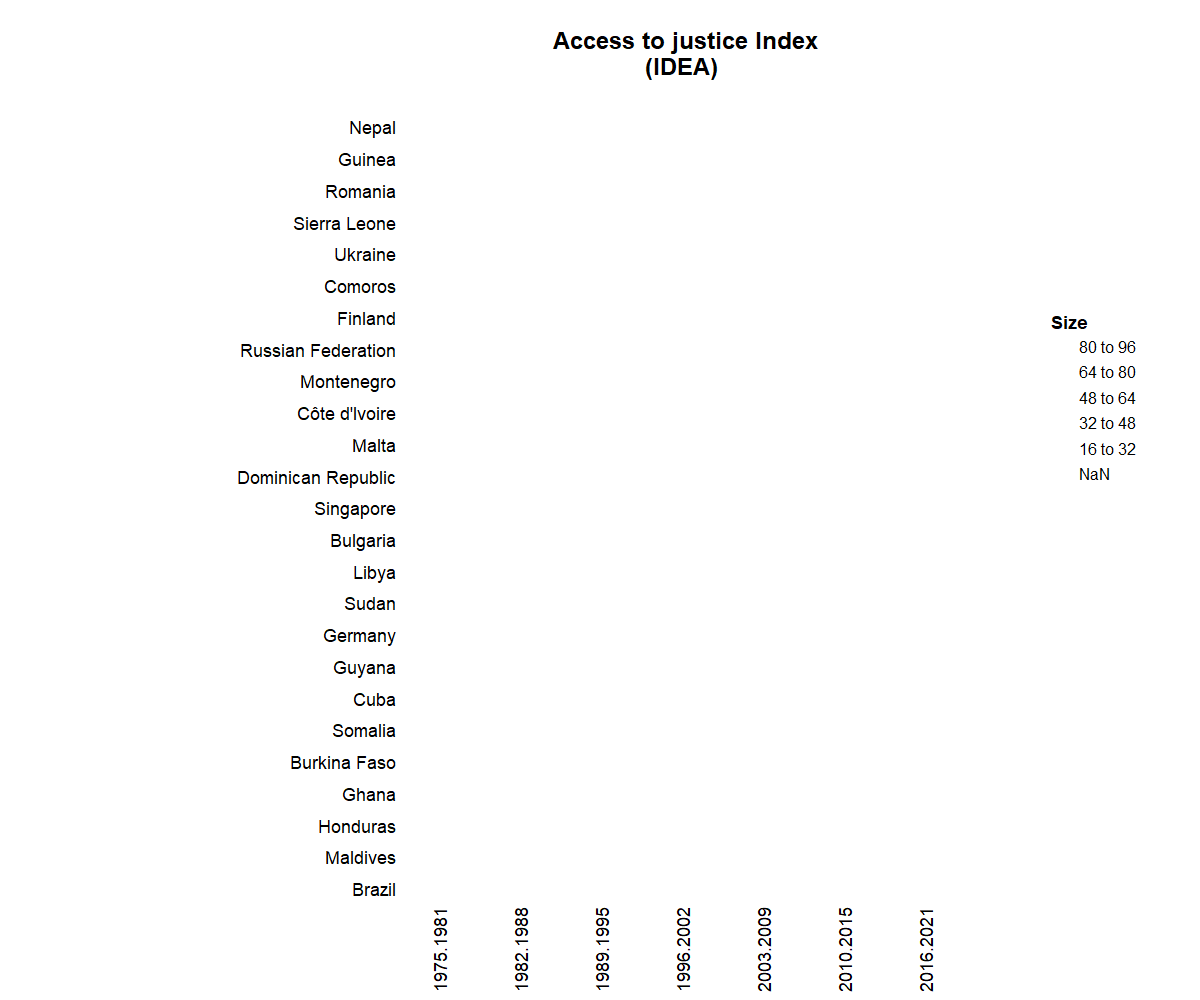 Access to justice Index
(IDEA)
Nepal
Guinea
Romania
Sierra Leone
Ukraine
Comoros
Finland
Russian Federation
Montenegro
Côte d'Ivoire
Malta
Dominican Republic
Singapore
Bulgaria
Libya
Sudan
Germany
Guyana
Cuba
Somalia
Burkina Faso
Ghana
Honduras
Maldives
Brazil
1975.1981
1982.1988
1989.1995
1996.2002
2003.2009
2010.2015
2016.2021
Size
80 to 96
64 to 80
48 to 64
32 to 48
16 to 32
NaN